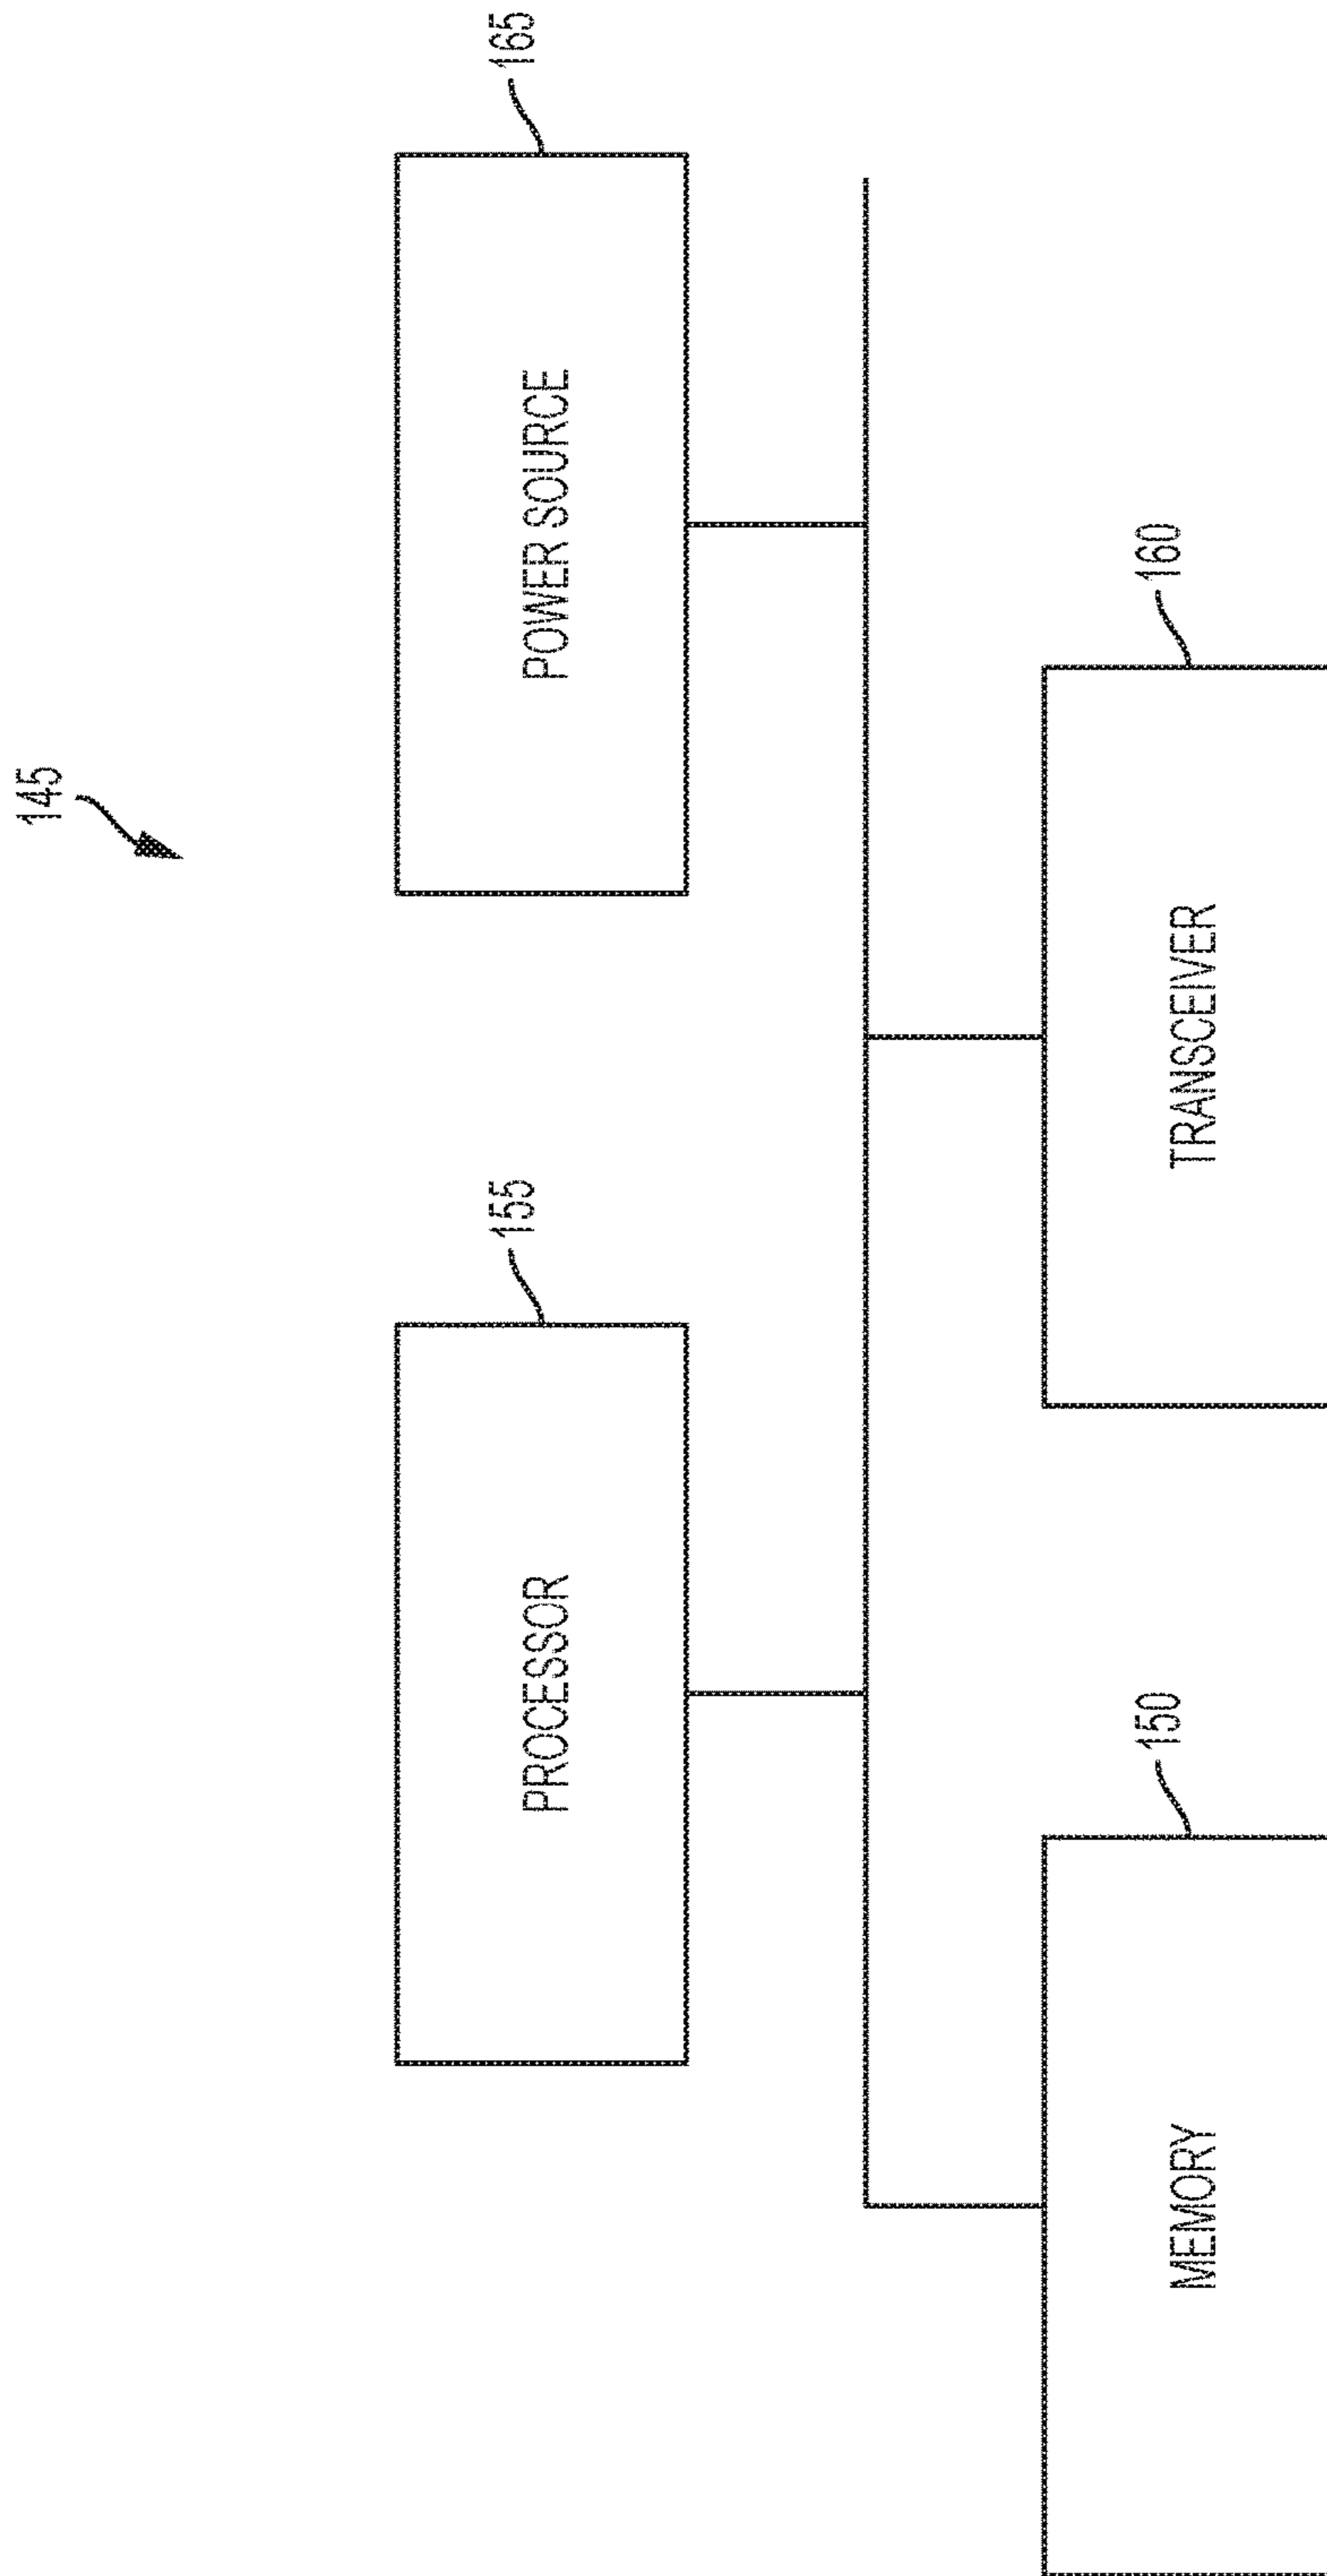 145
155
165
PROCESSOR
POWER SOURCE
150
160
MEMORY
TRANSCEIVER